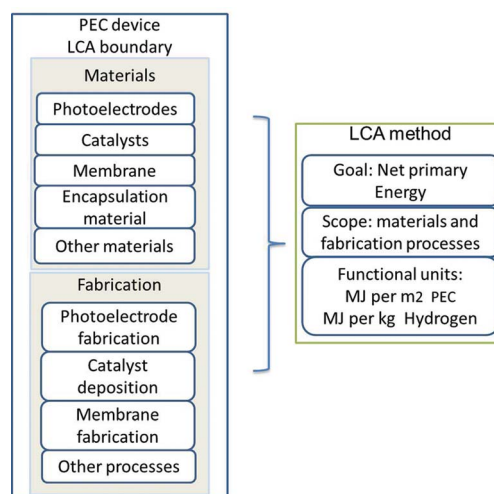 PEC device
LCA boundary
Materials
Photoelectrodes
Catalysts
Membrane
Encapsulation
material
Other materials
Fabrication
Photoelectrode
fabrication
Catalyst
deposition
Membrane
fabrication
Other processes
LCA method
Goal: Net primary
Energy
Scope: materials and
fabrication processes
Functional units:
MJ per m2 PEC
MJ per kg Hydrogen